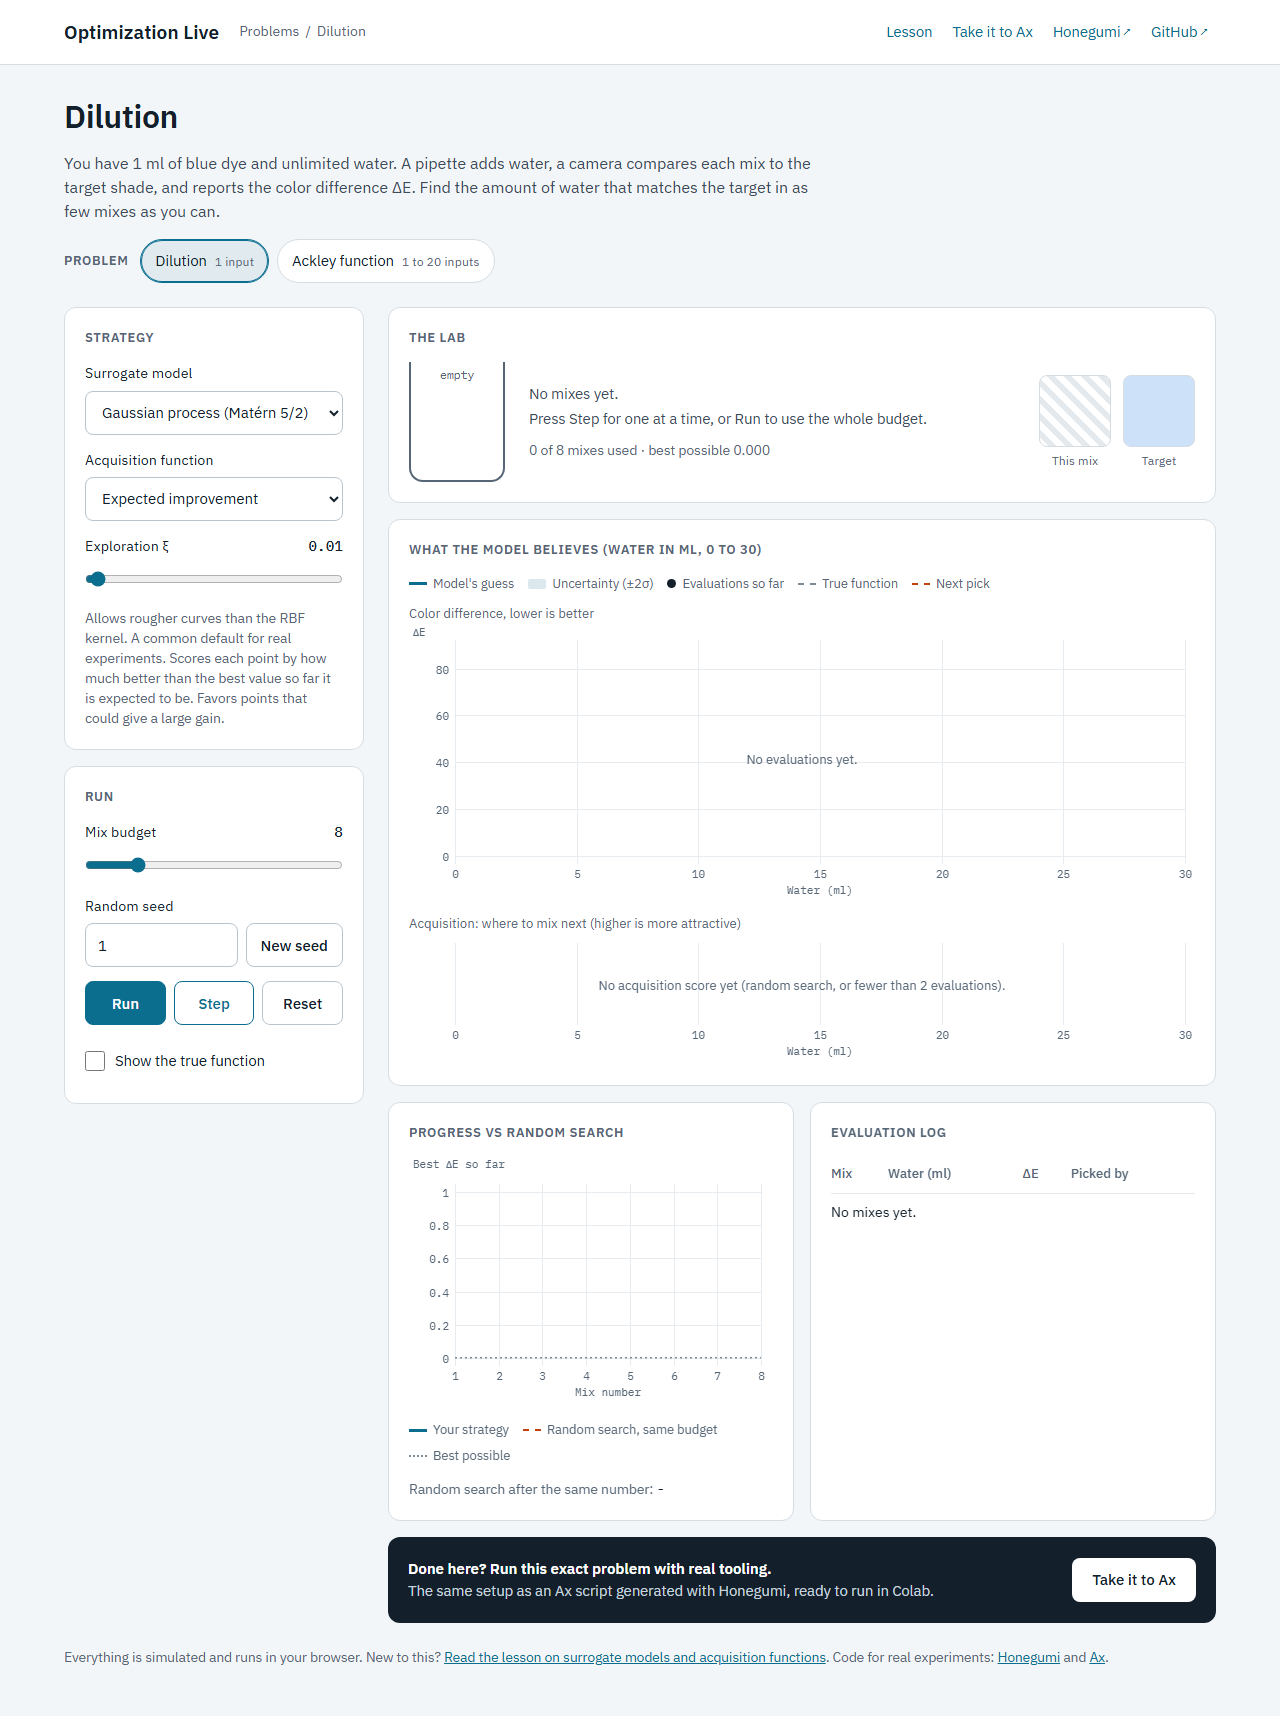 Optimization Live
Problems / Dilution
Lesson
Take it to Ax
Honegumi↗
GitHub↗
Dilution
You have 1 ml of blue dye and unlimited water. A pipette adds water, a camera compares each mix to the
target shade, and reports the color difference ΔE. Find the amount of water that matches the target in as
few mixes as you can.
PROBLEM
Dilution 1 input
Ackley function 1 to 20 inputs
STRATEGY
Surrogate model
Gaussian process (Matérn 5/2)
Acquisition function
Expected improvement
Exploration ξ 0.01
Allows rougher curves than the RBF
kernel. A common default for real
experiments. Scores each point by how
much better than the best value so far it
is expected to be. Favors points that
could give a large gain.
RUN
Mix budget 8
Random seed
1
New seed
Run
Step
Reset
Show the true function
THE LAB
empty
No mixes yet.
Press Step for one at a time, or Run to use the whole budget.
0 of 8 mixes used · best possible 0.000
This mix
Target
WHAT THE MODEL BELIEVES (WATER IN ML, 0 TO 30)
Model's guess
Uncertainty (±2σ)
Evaluations so far
True function
Next pick
Color difference, lower is better
ΔE
80
60
40
20
0
No evaluations yet.
0 5 10 15 20 25 30
Water (ml)
Acquisition: where to mix next (higher is more attractive)
No acquisition score yet (random search, or fewer than 2 evaluations).
0 5 10 15 20 25 30
Water (ml)
PROGRESS VS RANDOM SEARCH
Best ΔE so far
1
0.8
0.6
0.4
0.2
0
1 2 3 4 5 6 7 8
Mix number
Your strategy
Random search, same budget
Best possible
Random search after the same number: -
EVALUATION LOG
Mix Water (ml) ΔE Picked by
No mixes yet.
Done here? Run this exact problem with real tooling.
The same setup as an Ax script generated with Honegumi, ready to run in Colab.
Take it to Ax
Everything is simulated and runs in your browser. New to this? Read the lesson on surrogate models and acquisition functions. Code for real experiments: Honegumi and Ax.